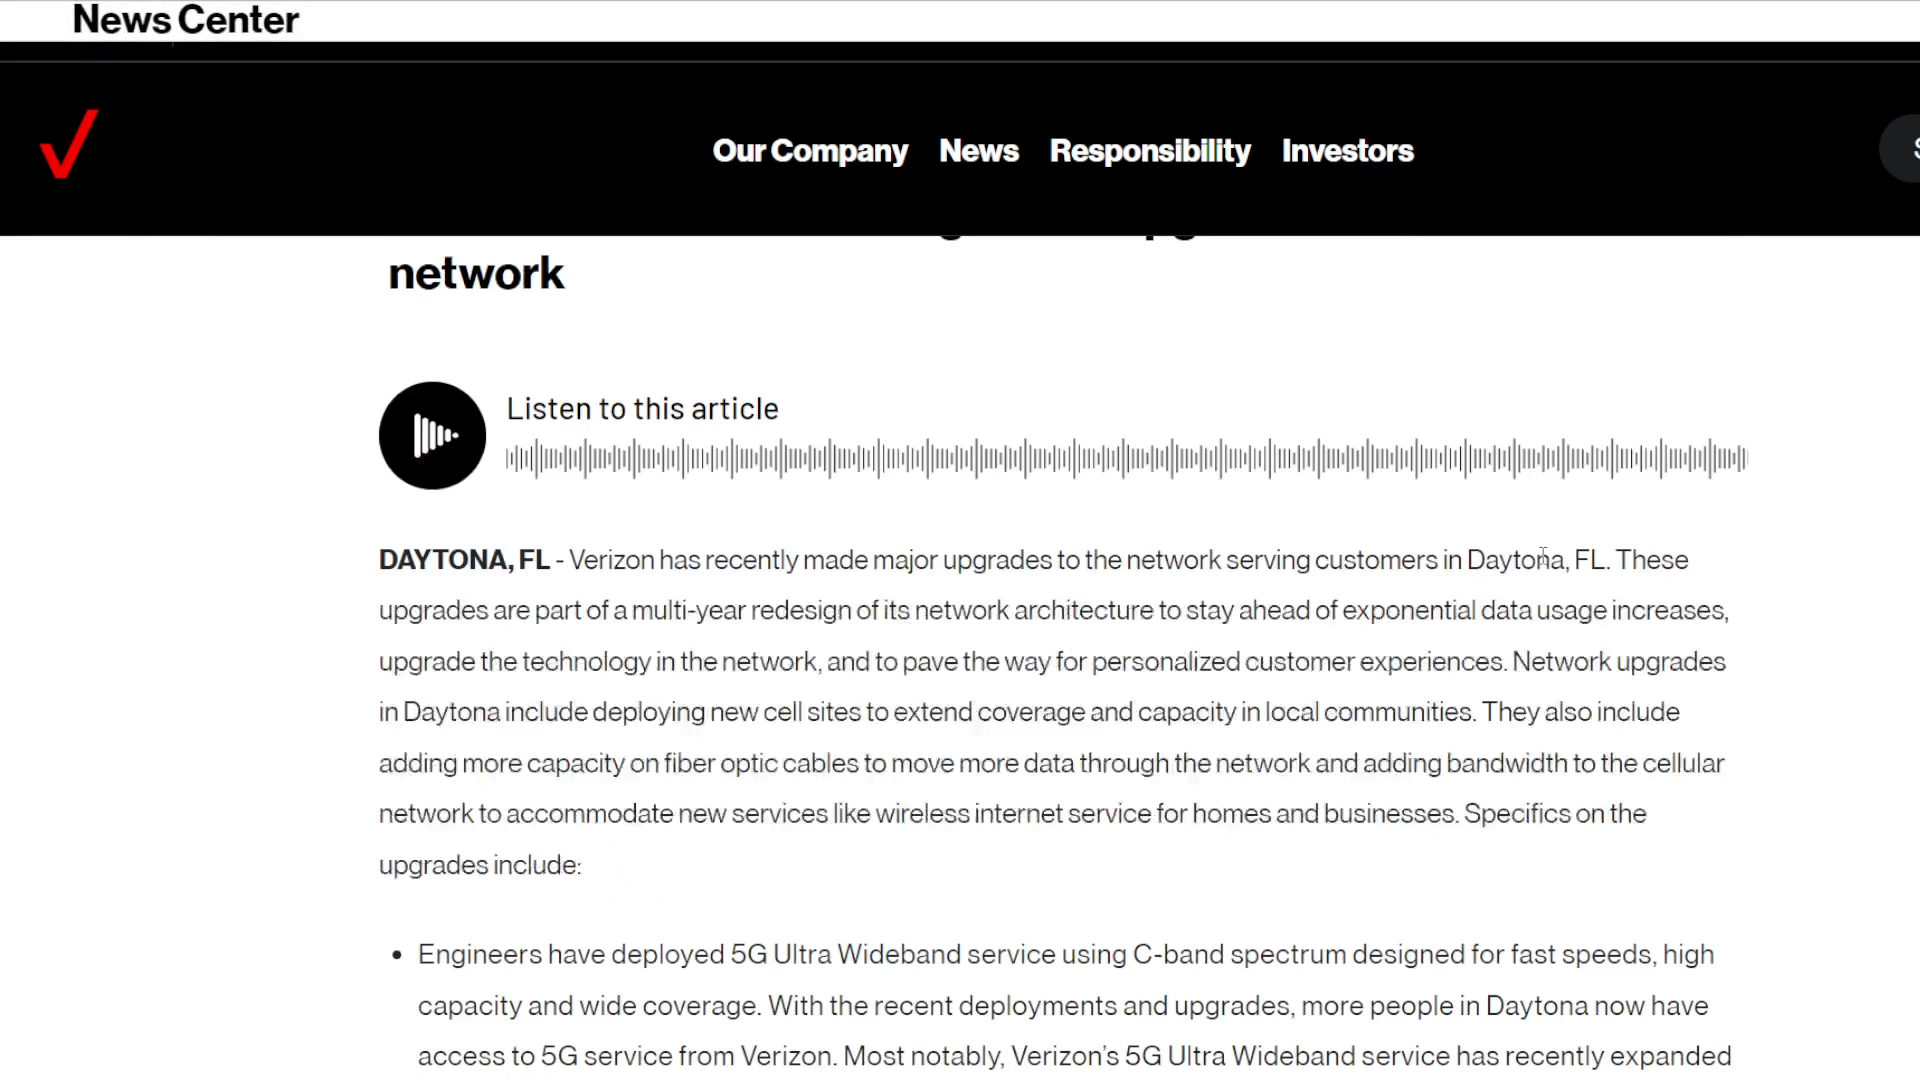 News Center
Our Company News Responsibility Investors
network
Listen to this article
DAYTONA, FL - Verizon has recently made major upgrades to the network serving customers in Daytona, FL. These
upgrades are part of a multi-year redesign of its network architecture to stay ahead of exponential data usage increases,
upgrade the technology in the network, and to pave the way for personalized customer experiences. Network upgrades
in Daytona include deploying new cell sites to extend coverage and capacity in local communities. They also include
adding more capacity on fiber optic cables to move more data through the network and adding bandwidth to the cellular
network to accommodate new services like wireless internet service for homes and businesses. Specifics on the
upgrades include:
• Engineers have deployed 5G Ultra Wideband service using C-band spectrum designed for fast speeds, high
capacity and wide coverage. With the recent deployments and upgrades, more people in Daytona now have
access to 5G service from Verizon. Most notably, Verizon's 5G Ultra Wideband service has recently expanded